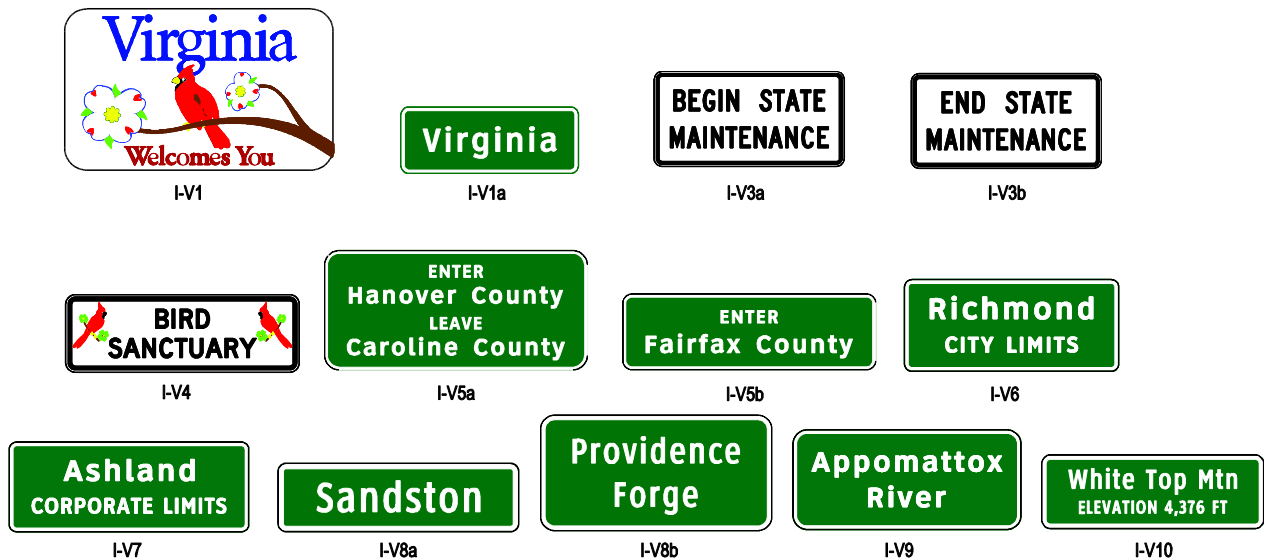 Virginia
Welcomes You
I-V1
Virginia
I-V1a
BEGIN STATE
MAINTENANCE
I-V3a
END STATE
MAINTENANCE
I-V3b
BIRD
SANCTUARY
I-V4
ENTER
Hanover County
LEAVE
Caroline County
I-V5a
ENTER
Fairfax County
I-V5b
Richmond
CITY LIMITS
I-V6
Ashland
CORPORATE LIMITS
I-V7
Sandston
I-V8a
Providence
Forge
I-V8b
Appomattox
River
I-V9
White Top Mtn
ELEVATION 4,376 FT
I-V10